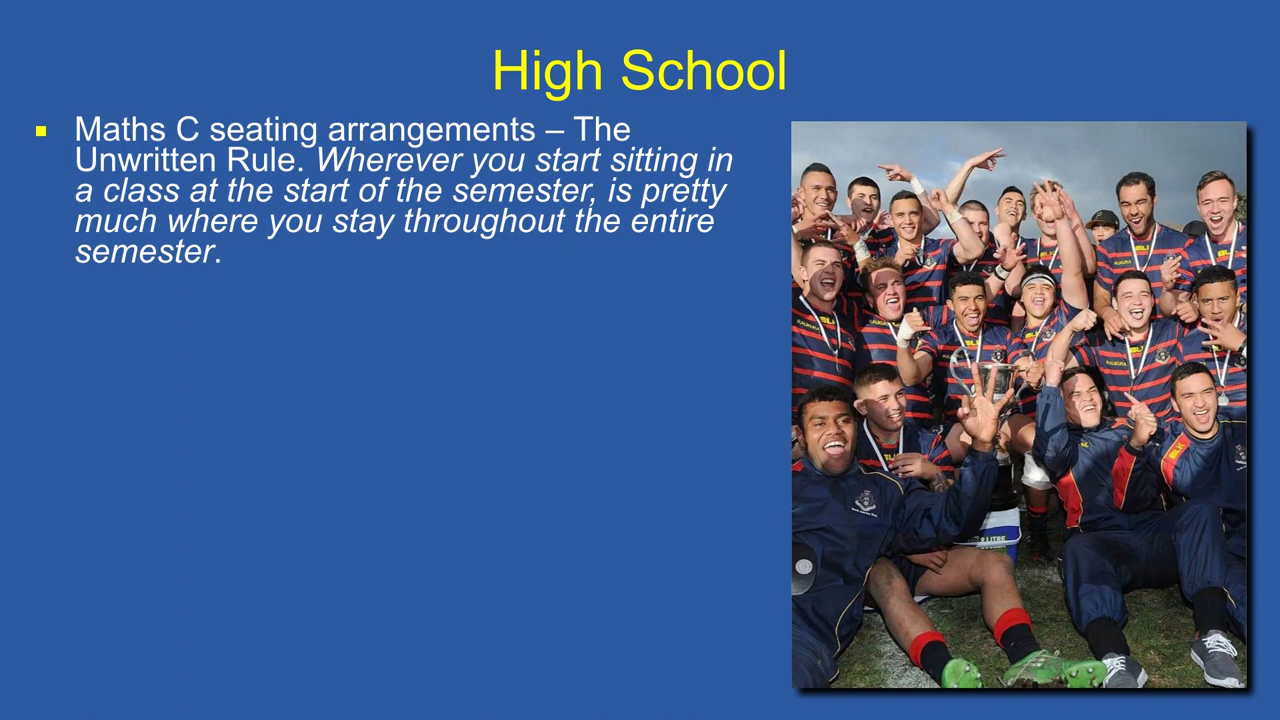 High School
Maths C seating arrangements – The
Unwritten Rule. Wherever you start sitting in
a class at the start of the semester, is pretty
much where you stay throughout the entire
semester.